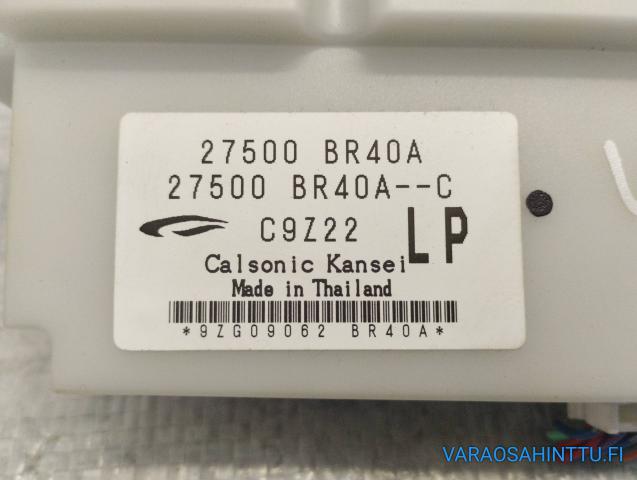 27500 BR40A
27500 BR40A--C
C9Z22 LP
Calsonic Kansei
Made in Thailand
*9ZG09062 BR40A*
VARAOSAHINTTU.FI